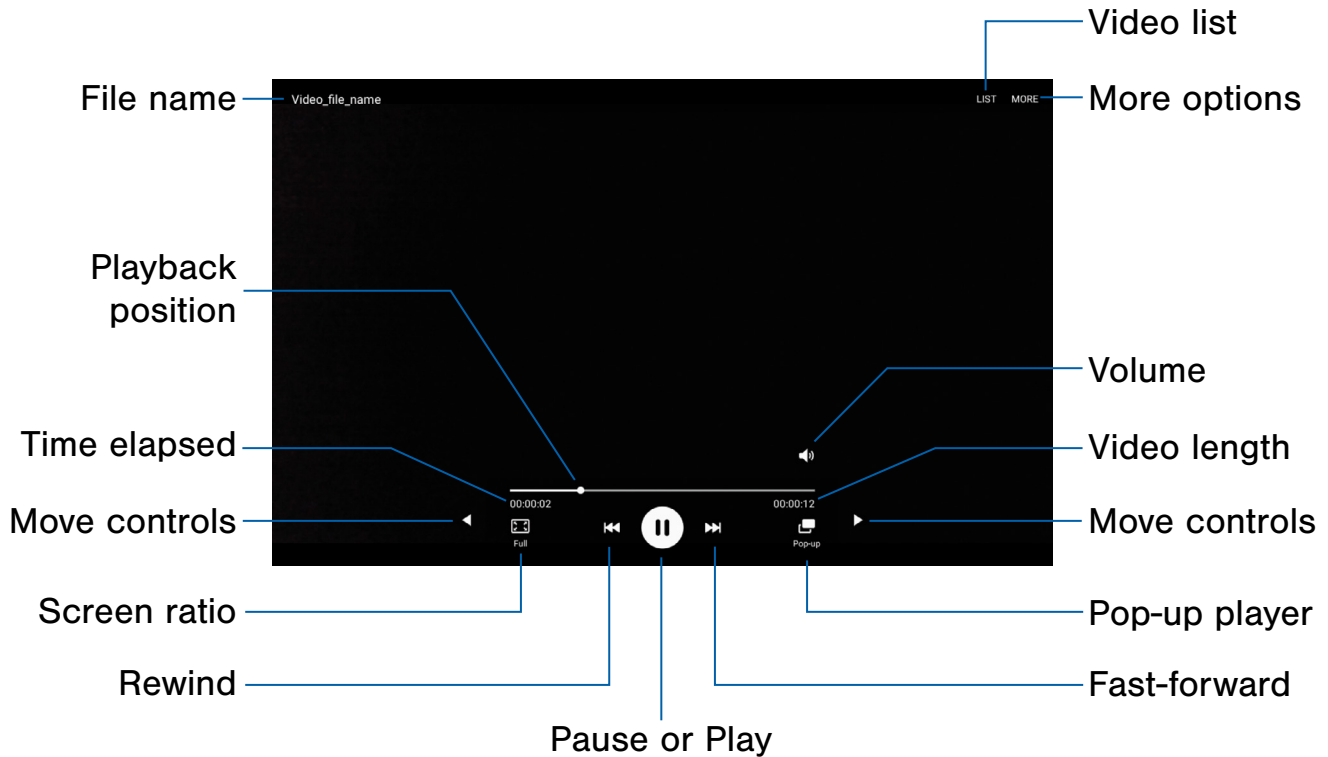 Video list
File name
Video_file_name
LIST MORE
More options
Playback
position
Volume
Time elapsed
Video length
00:00:02
00:00:12
Move controls
Move controls
Full
Pop-up
Screen ratio
Pop-up player
Rewind
Fast-forward
Pause or Play